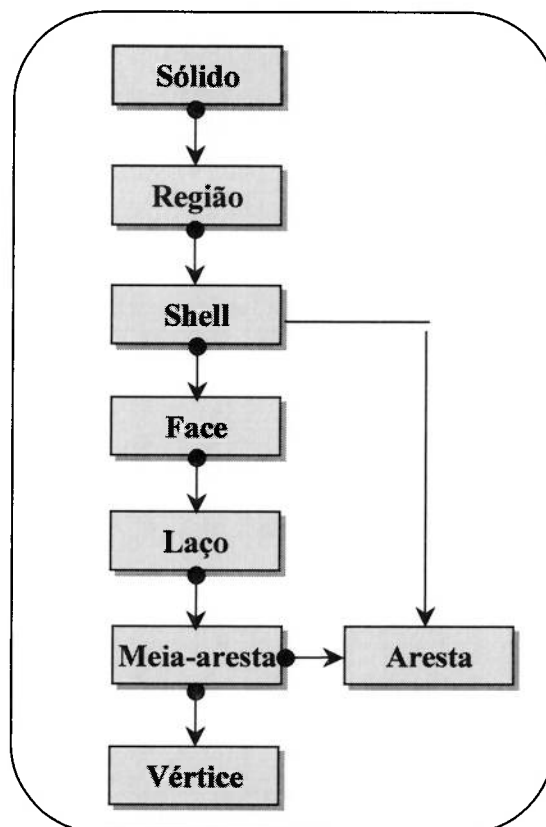 Sólido
Região
Shell
Face
Laço
Meia-aresta
Aresta
Vértice